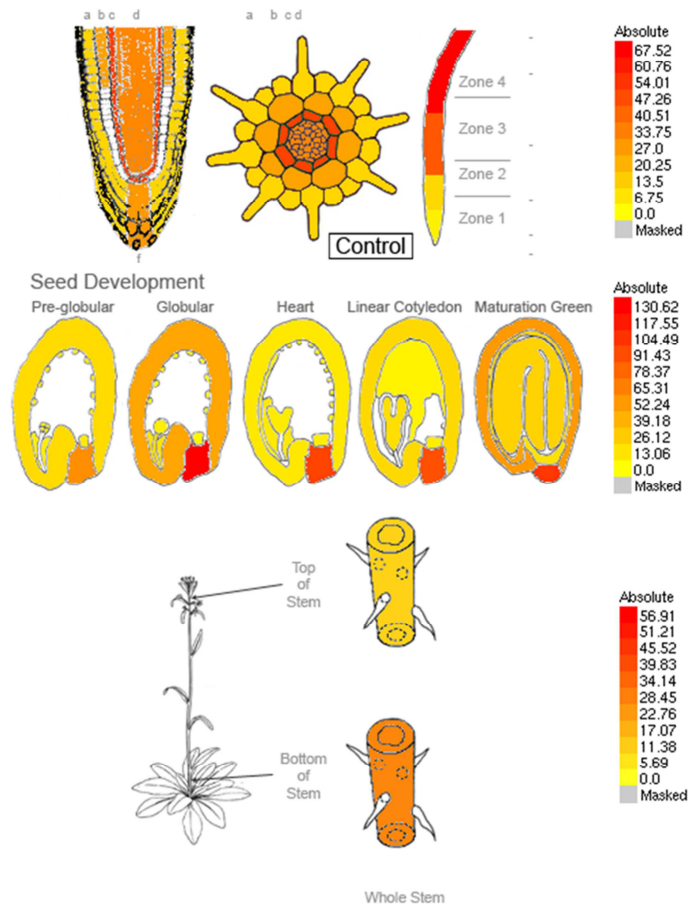 a b c d
a b c d
Zone 4
Zone 3
Zone 2
Zone 1
f
Control
Absolute
67.52
60.76
54.01
47.26
40.51
33.75
27.0
20.25
13.5
6.75
0.0
Masked
Seed Development
Pre-globular Globular Heart Linear Cotyledon Maturation Green
Absolute
130.62
117.55
104.49
91.43
78.37
65.31
52.24
39.18
26.12
13.06
0.0
Masked
Top
of
Stem
Bottom
of
Stem
Absolute
56.91
51.21
45.52
39.83
34.14
28.45
22.76
17.07
11.38
5.69
0.0
Masked
Whole Stem